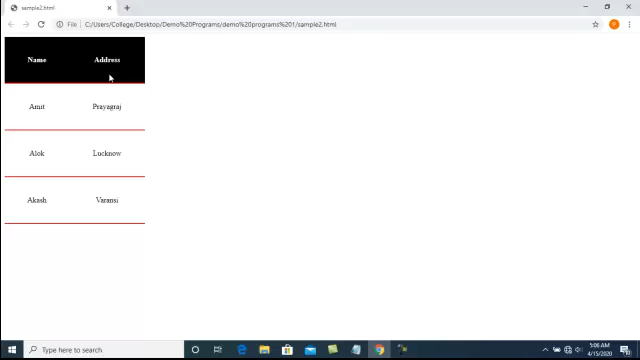 sample2.html
File C:/Users/College/Desktop/Demo%20Programs/demo%20programs%201/sample2.html
P
Name Address
Amit Prayagraj
Alok Lucknow
Akash Varansi
Type here to search
5:06 AM
4/15/2020